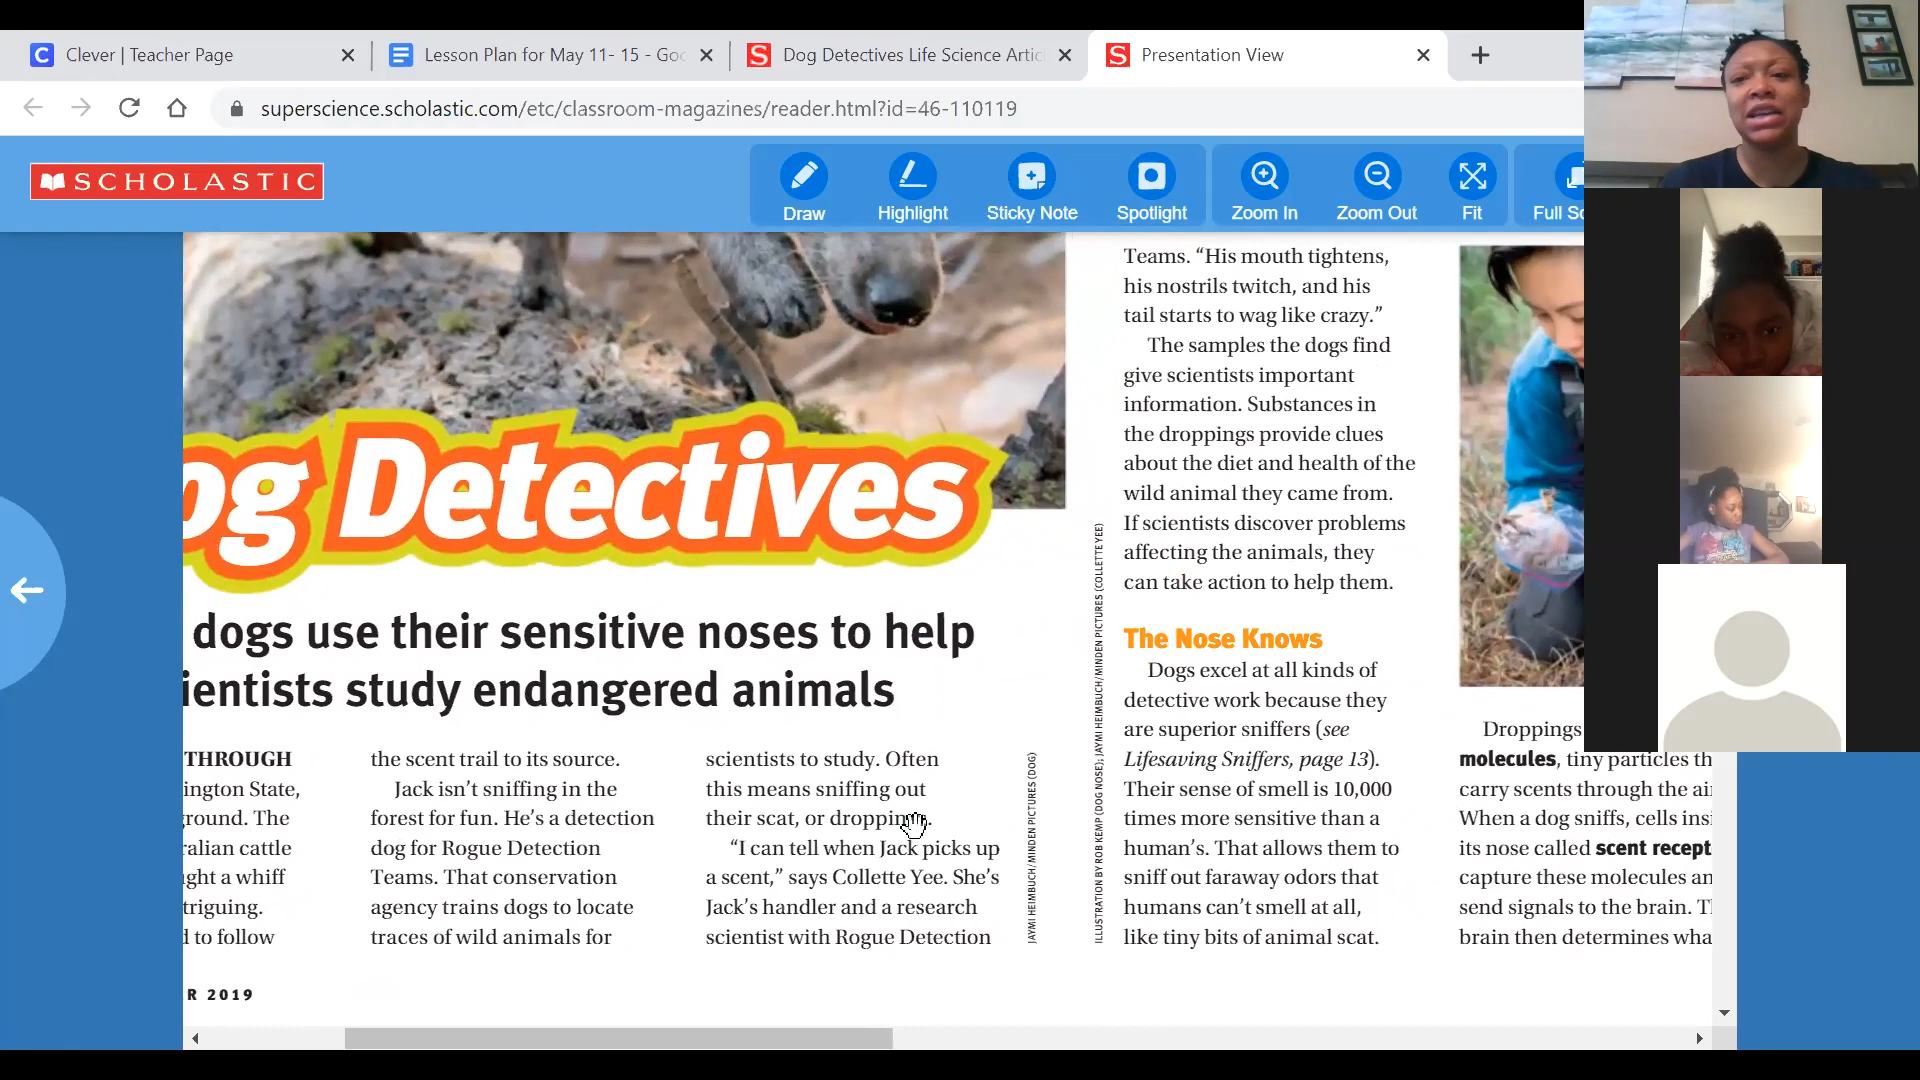 Clever | Teacher Page
Lesson Plan for May 11- 15 - Goo
Dog Detectives Life Science Artic
Presentation View
superscience.scholastic.com/etc/classroom-magazines/reader.html?id=46-110119
SCHOLASTIC
Draw
Highlight
Sticky Note
Spotlight
Zoom In
Zoom Out
Fit
Full Sc
og Detectives
dogs use their sensitive noses to help
ientists study endangered animals
THROUGH
ington State,
round. The
ralian cattle
ght a whiff
triguing.
d to follow
the scent trail to its source.
Jack isn't sniffing in the
forest for fun. He's a detection
dog for Rogue Detection
Teams. That conservation
agency trains dogs to locate
traces of wild animals for
scientists to study. Often
this means sniffing out
their scat, or droppings.
“I can tell when Jack picks up
a scent,” says Collette Yee. She's
Jack's handler and a research
scientist with Rogue Detection
JAYMI HEIMBUCH/MINDEN PICTURES (DOG)
R 2019
ILLUSTRATION BY ROB KEMP (DOG NOSE); JAYMI HEIMBUCH/MINDEN PICTURES (COLLETTE YEE)
Teams. “His mouth tightens,
his nostrils twitch, and his
tail starts to wag like crazy.”
The samples the dogs find
give scientists important
information. Substances in
the droppings provide clues
about the diet and health of the
wild animal they came from.
If scientists discover problems
affecting the animals, they
can take action to help them.
The Nose Knows
Dogs excel at all kinds of
detective work because they
are superior sniffers (see
Lifesaving Sniffers, page 13).
Their sense of smell is 10,000
times more sensitive than a
human's. That allows them to
sniff out faraway odors that
humans can't smell at all,
like tiny bits of animal scat.
Droppings
molecules, tiny particles th
carry scents through the ai
When a dog sniffs, cells insi
its nose called scent recept
capture these molecules an
send signals to the brain. T
brain then determines wha